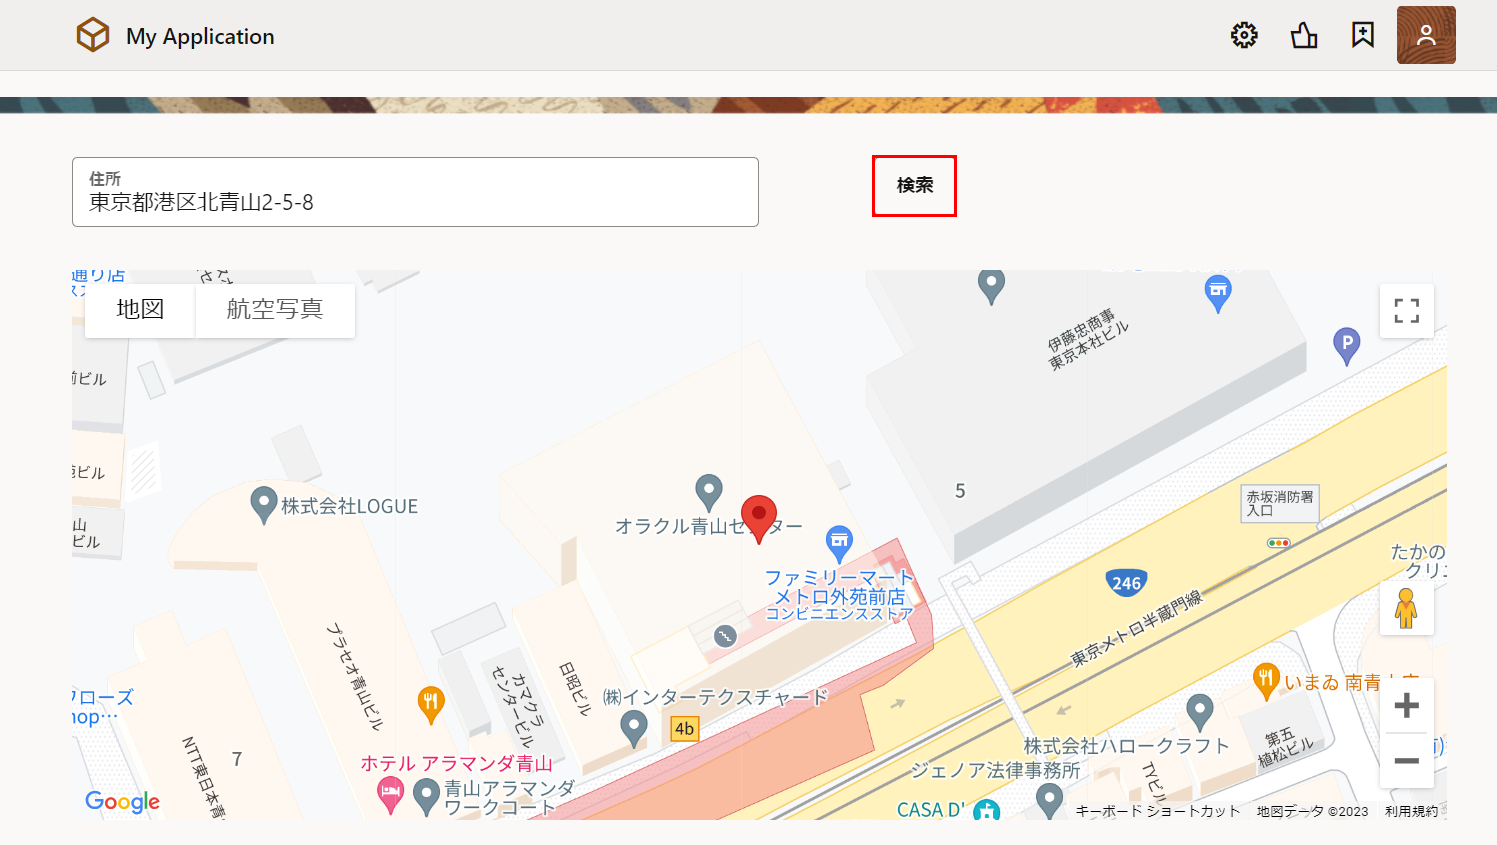 My Application
住所
東京都港区北青山2-5-8
検索
通り店
地図
航空写真
伊藤忠商事
東京本社ビル
P
ビル
株式会社LOGUE
5
赤坂消防署
入口
オラクル青山センター
ファミリーマート
メトロ外苑前店
コンビニエンスストア
246
東京メトロ半蔵門線
たかの
クリニ
ビル
山
ビル
プラセオ青山ビル
カマクラ
センタービル
日昭ビル
㈱インターテクスチャード
4b
いまゐ 南青
フローズ
hop…
7
NTT東日本青
ホテル アラマンダ青山
青山アラマンダ
ワークコート
株式会社ハロークラフト
ジェノア法律事務所
第五
植松ビル
TVビル
CASA D'
Google
キーボード ショートカット
地図データ ©2023
利用規約